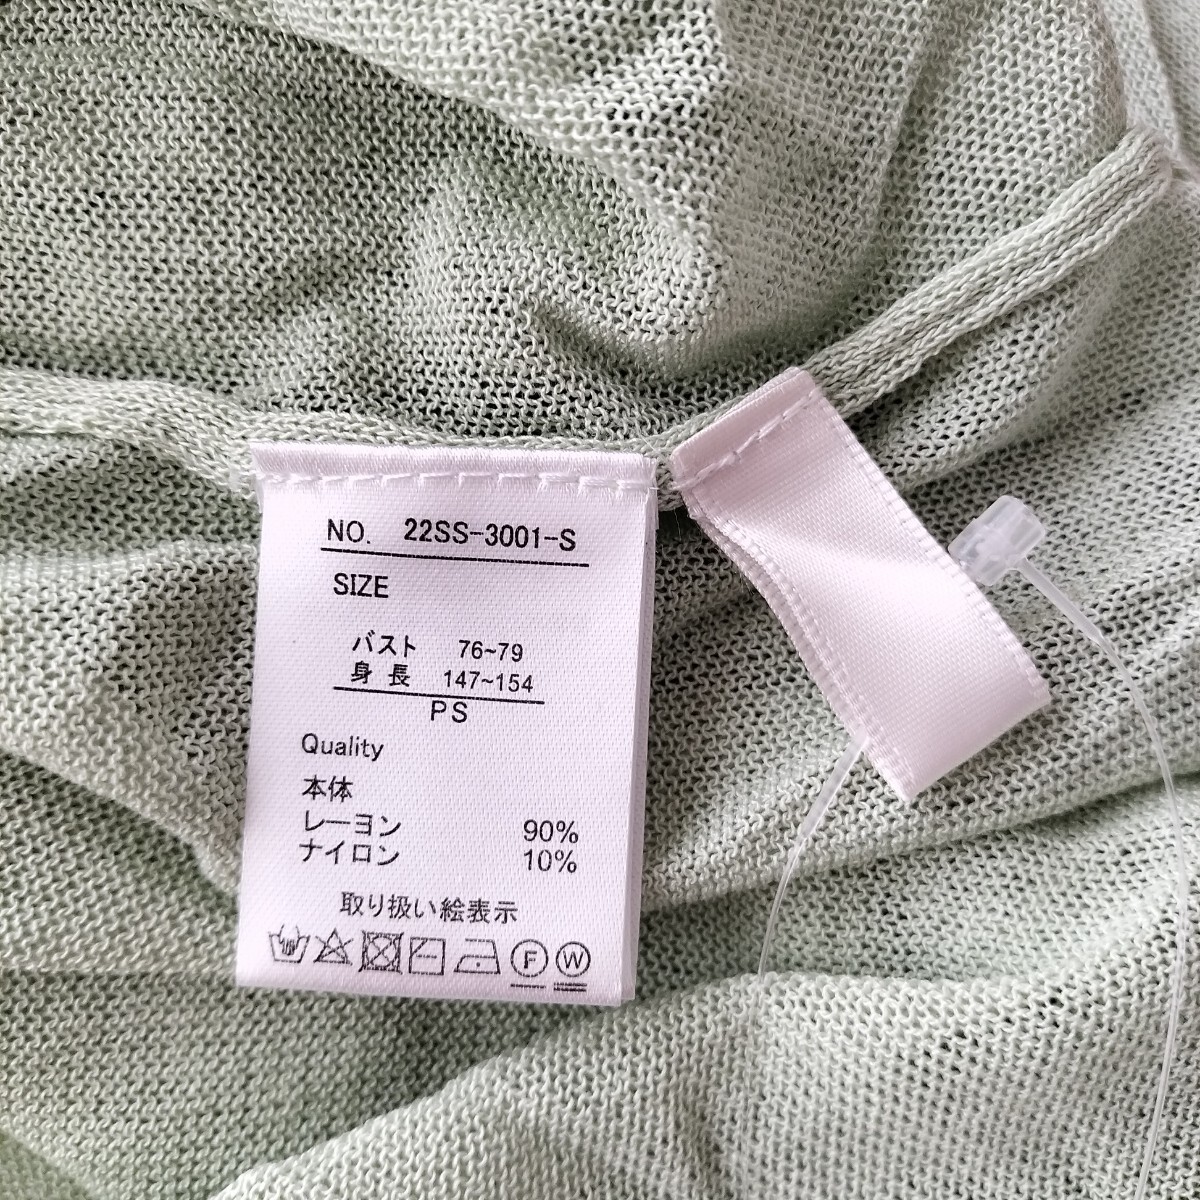 NO. 22SS-3001-S
SIZE
バスト 76~79
身長 147~154
PS
Quality
本体
レーヨン 90%
ナイロン 10%
取り扱い絵表示
F W